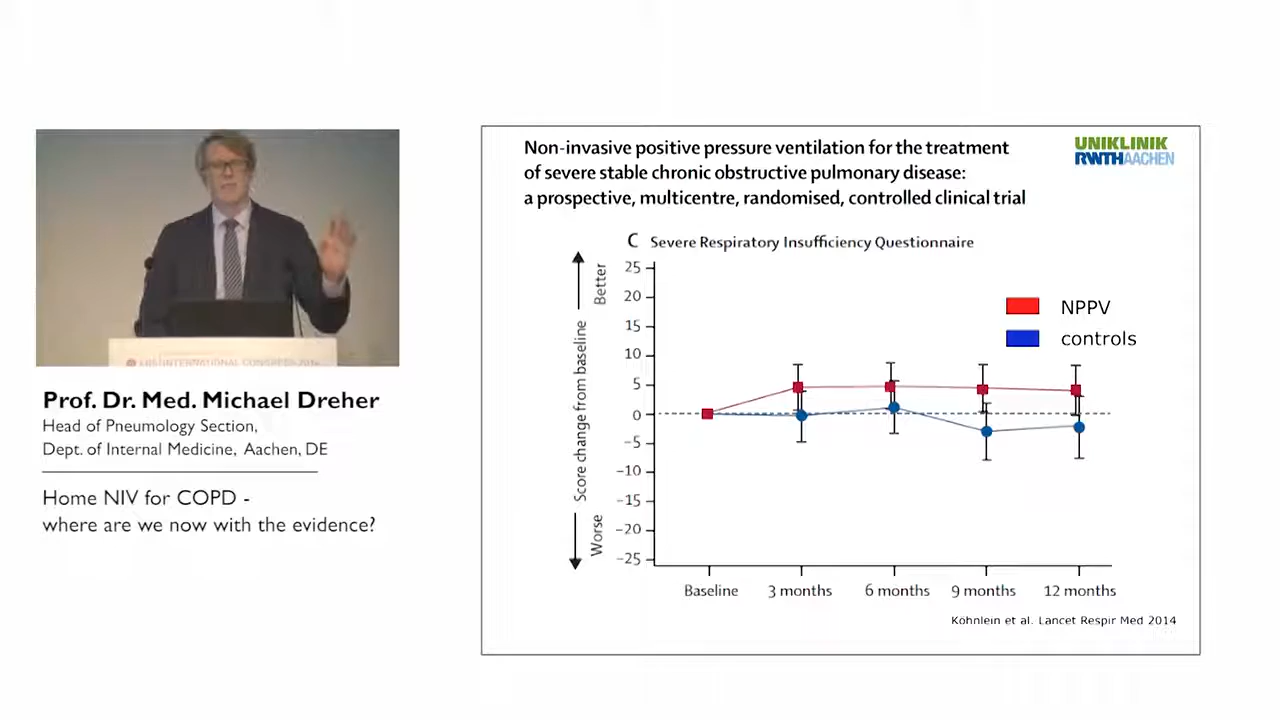 Non-invasive positive pressure ventilation for the treatment
of severe stable chronic obstructive pulmonary disease:
a prospective, multicentre, randomised, controlled clinical trial
UNIKLINIK
RWTHAACHEN
C Severe Respiratory Insufficiency Questionnaire
Better
Score change from baseline
Worse
25
20
15
10
5
0
−5
−10
−15
−20
−25
NPPV
controls
Baseline
3 months
6 months
9 months
12 months
Köhnlein et al. Lancet Respir Med 2014
ERS INTERNATIONAL CONGRESS 2016
Prof. Dr. Med. Michael Dreher
Head of Pneumology Section,
Dept. of Internal Medicine, Aachen, DE
Home NIV for COPD -
where are we now with the evidence?